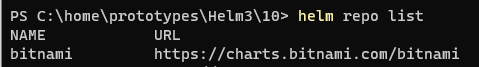 PS C:\home\prototypes\Helm3\10> helm repo list
NAME URL
bitnami https://charts.bitnami.com/bitnami